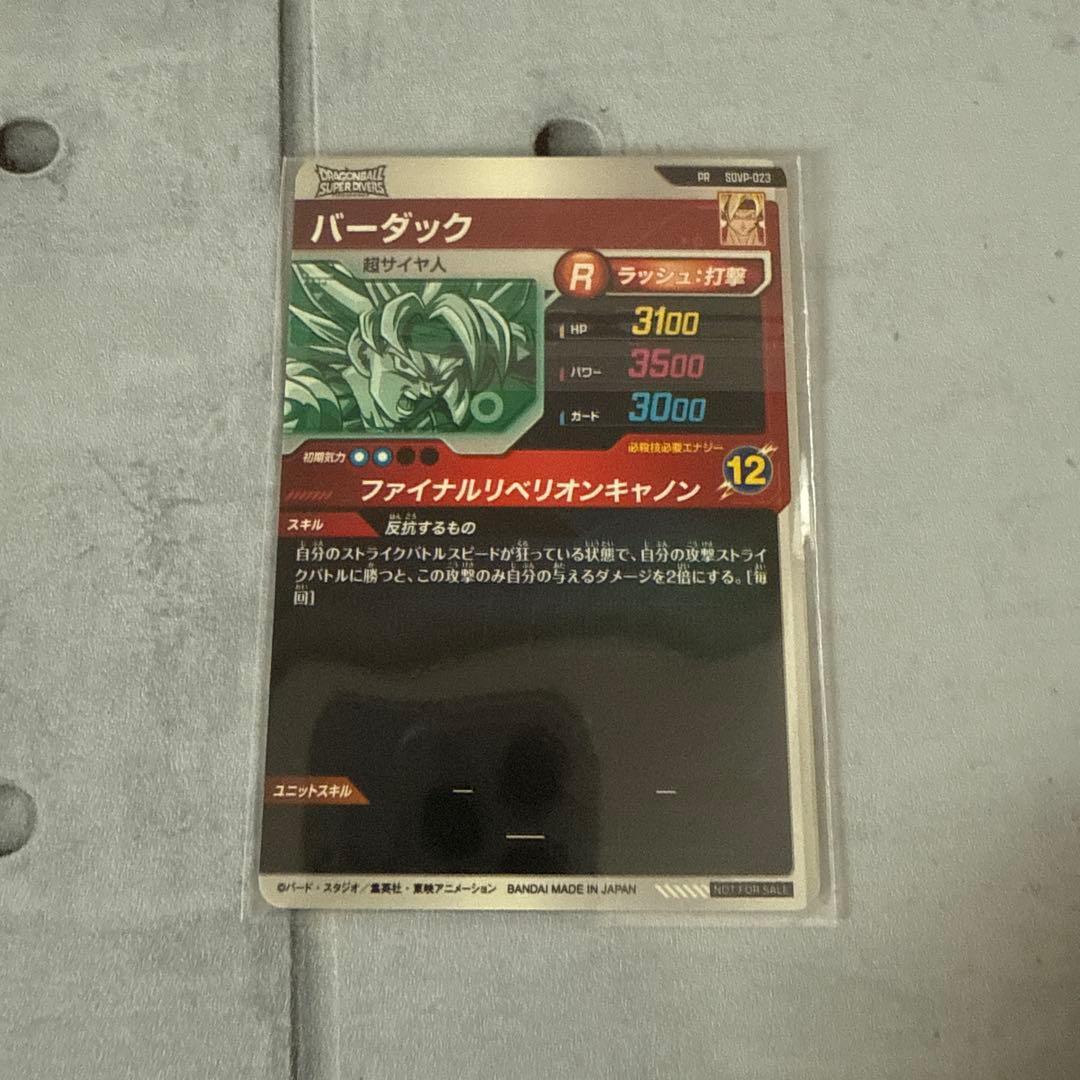 DRAGONBALL
SUPER DIVERS
PR SDVP-023
バーダック
超サイヤ人
R ラッシュ:打撃
HP 3100
パワー 3500
ガード 3000
初期気力
必殺技必要エナジー
12
ファイナルリベリオンキャノン
スキル 反抗するもの
自分のストライクバトルスピードが狂っている状態で、自分の攻撃ストライ
クバトルに勝つと、この攻撃のみ自分の与えるダメージを2倍にする。[毎
回]
ユニットスキル
©バード・スタジオ/集英社・東映アニメーション BANDAI MADE IN JAPAN
NOT FOR SALE